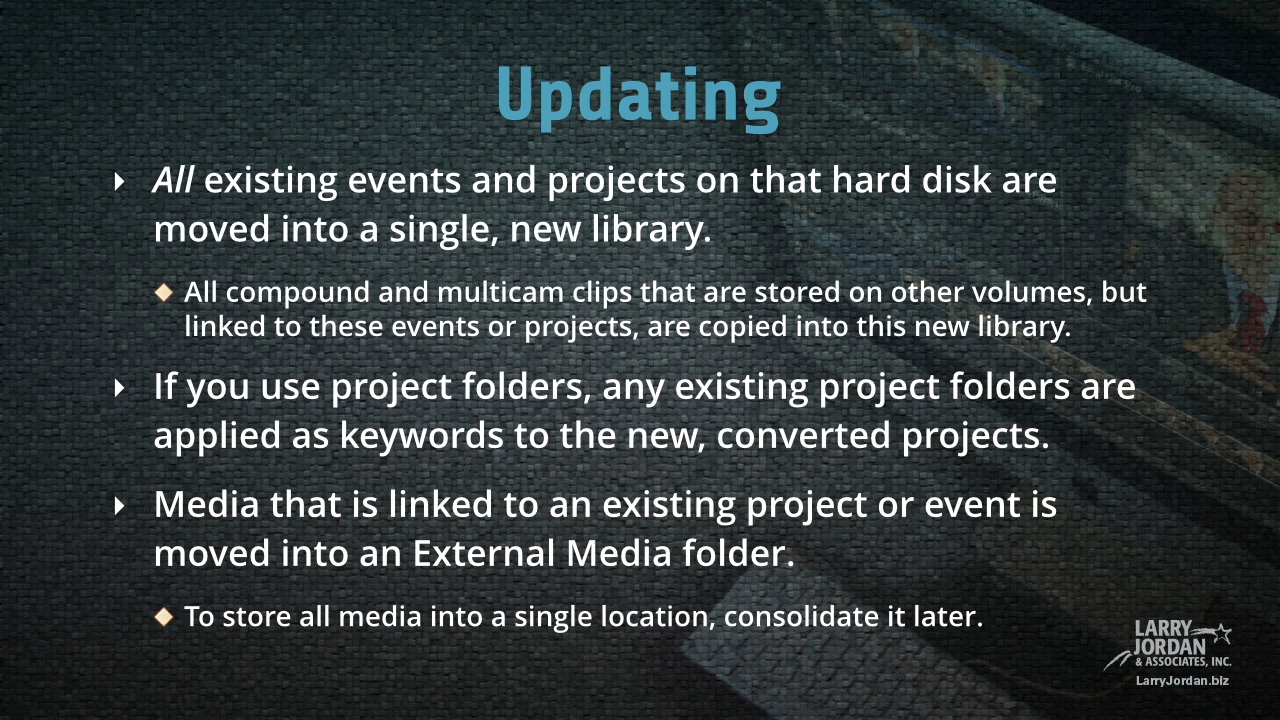 Updating
All existing events and projects on that hard disk are
moved into a single, new library.
All compound and multicam clips that are stored on other volumes, but
linked to these events or projects, are copied into this new library.
If you use project folders, any existing project folders are
applied as keywords to the new, converted projects.
Media that is linked to an existing project or event is
moved into an External Media folder.
To store all media into a single location, consolidate it later.
LARRY
JORDAN
& ASSOCIATES, INC.
LarryJordan.biz